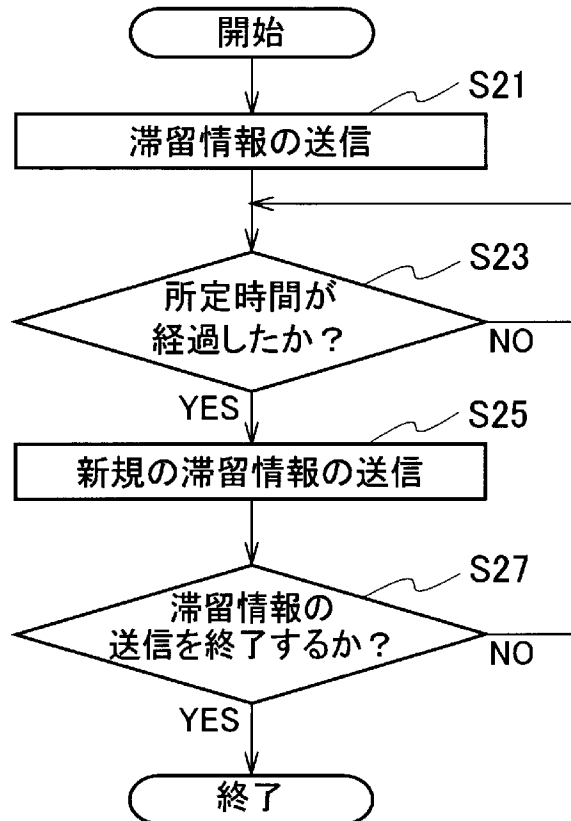 開始
S21
滞留情報の送信
S23
所定時間が
経過したか？
NO
YES
S25
新規の滞留情報の送信
S27
滞留情報の
送信を終了するか？
NO
YES
終了